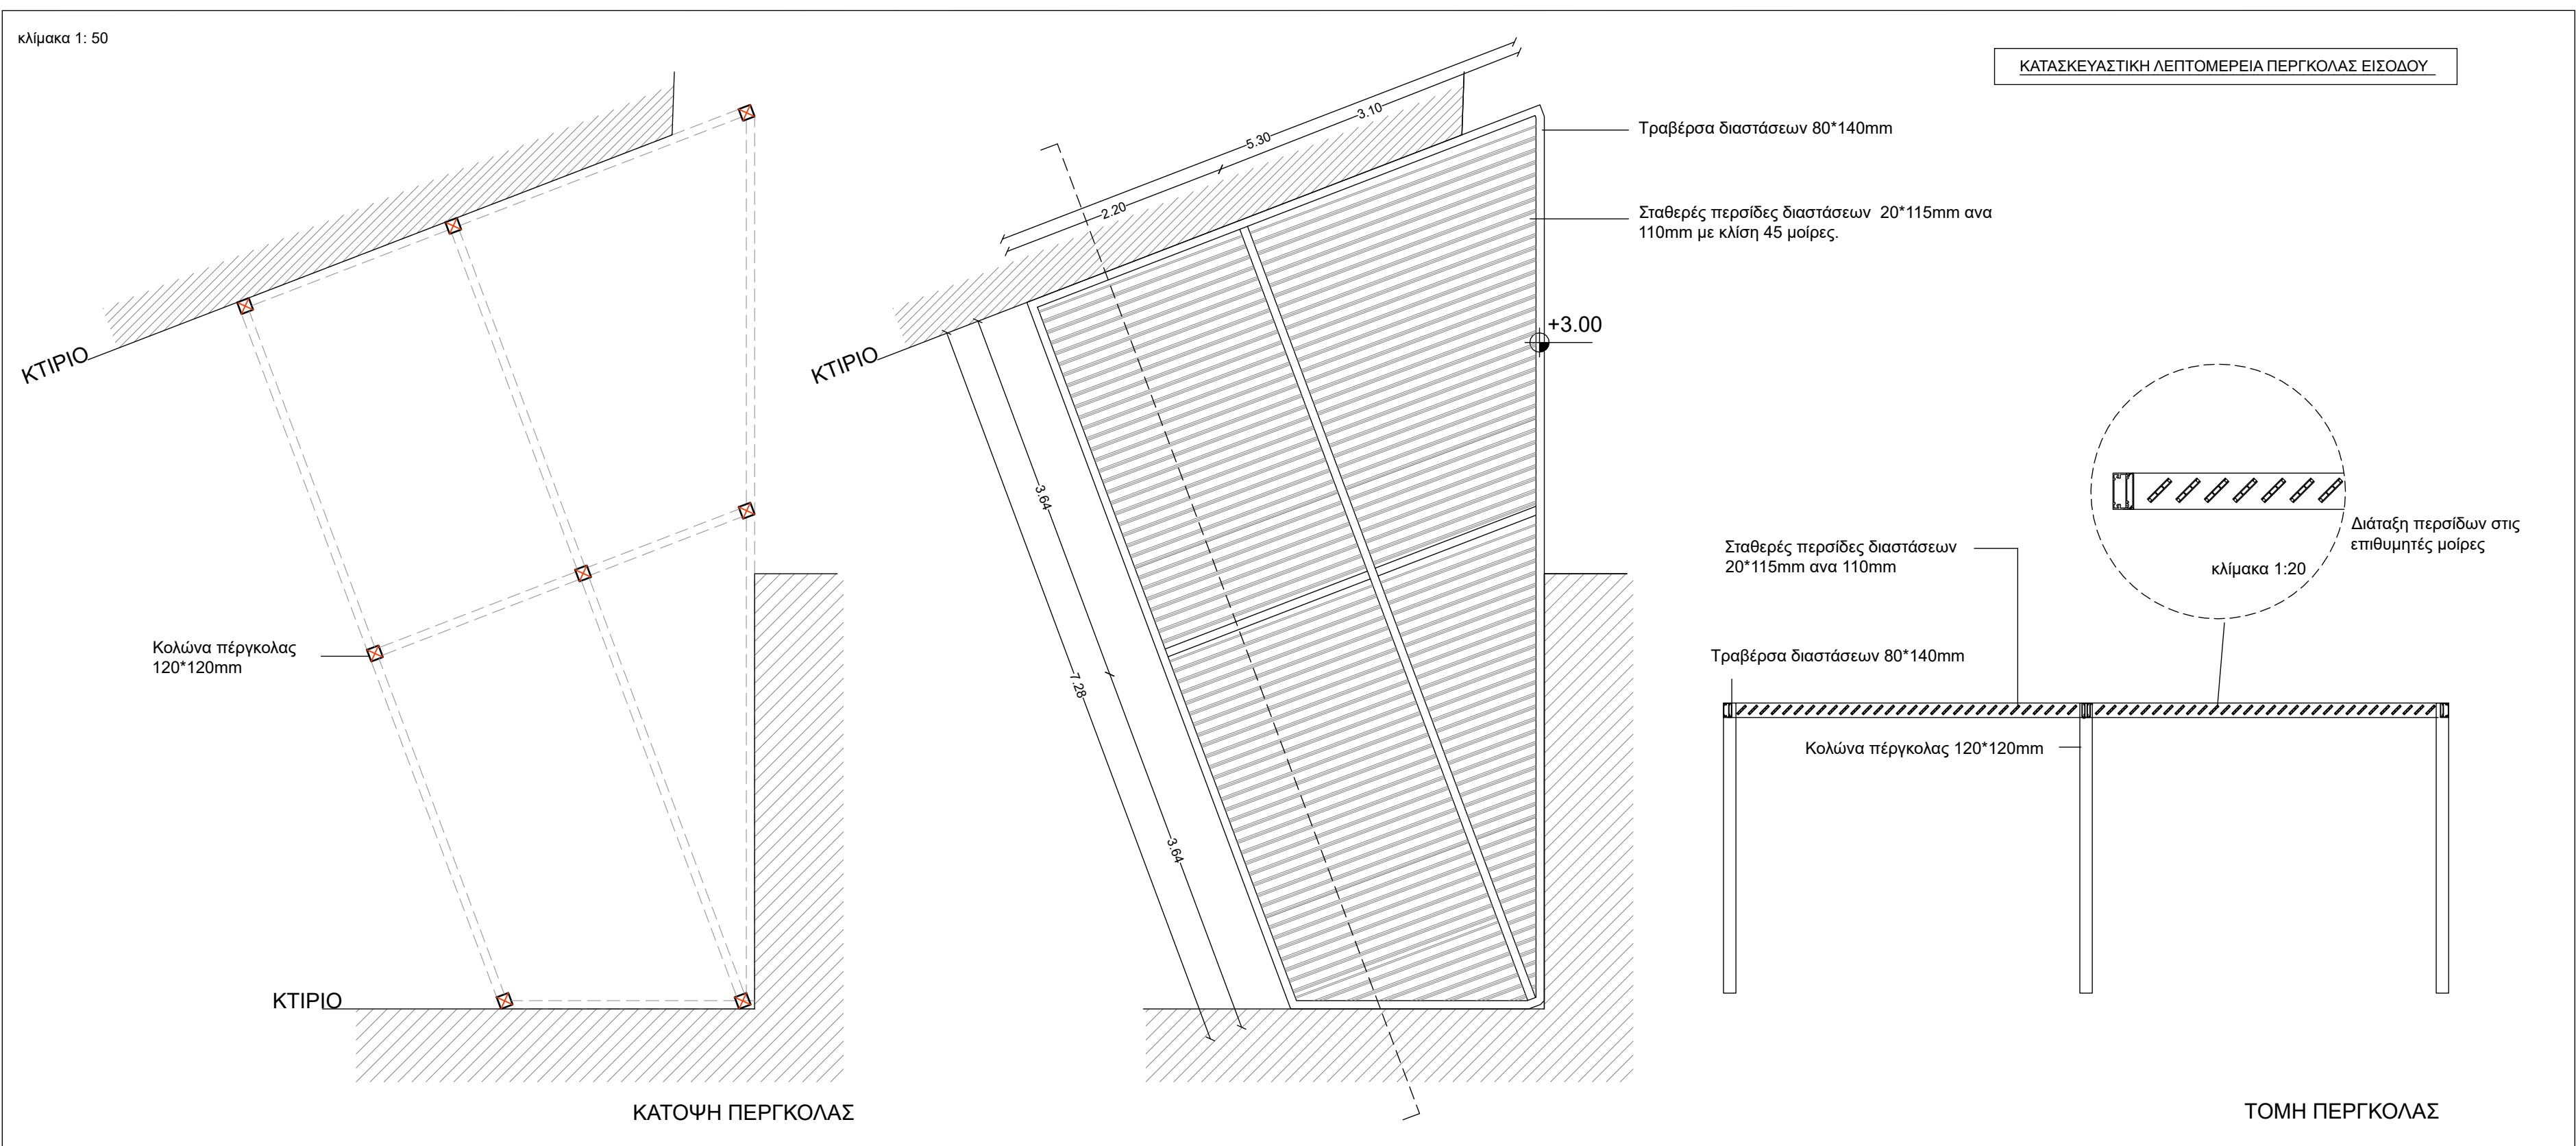 κλίμακα 1: 50
ΚΑΤΑΣΚΕΥΑΣΤΙΚΗ ΛΕΠΤΟΜΕΡΕΙΑ ΠΕΡΓΚΟΛΑΣ ΕΙΣΟΔΟΥ
ΚΤΙΡΙΟ
Κολώνα πέργκολας
120*120mm
ΚΤΙΡΙΟ
ΚΑΤΟΨΗ ΠΕΡΓΚΟΛΑΣ
5.30
3.10
2.20
ΚΤΙΡΙΟ
3.64
7.28
3.64
Τραβέρσα διαστάσεων 80*140mm
Σταθερές περσίδες διαστάσεων  20*115mm ανα
110mm με κλίση 45 μοίρες.
+3.00
Διάταξη περσίδων στις
επιθυμητές μοίρες
κλίμακα 1:20
Σταθερές περσίδες διαστάσεων
20*115mm ανα 110mm
Τραβέρσα διαστάσεων 80*140mm
Κολώνα πέργκολας 120*120mm
ΤΟΜΗ ΠΕΡΓΚΟΛΑΣ